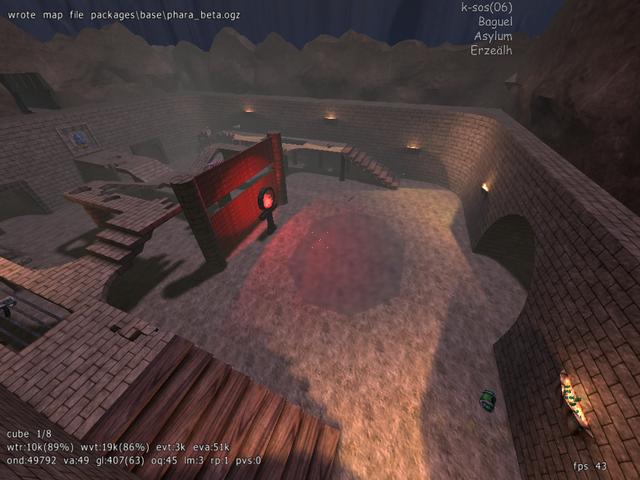 wrote map file packages\base\phara_beta.ogz
k-sos(06)
Baguel
Asylum
Erzeälh
cube 1/8
wtr:10k(89%) wvt:19k(86%) evt:3k eva:51k
ond:49792 va:49 gl:407(63) oq:45 lm:3 rp:1 pvs:0
fps 43